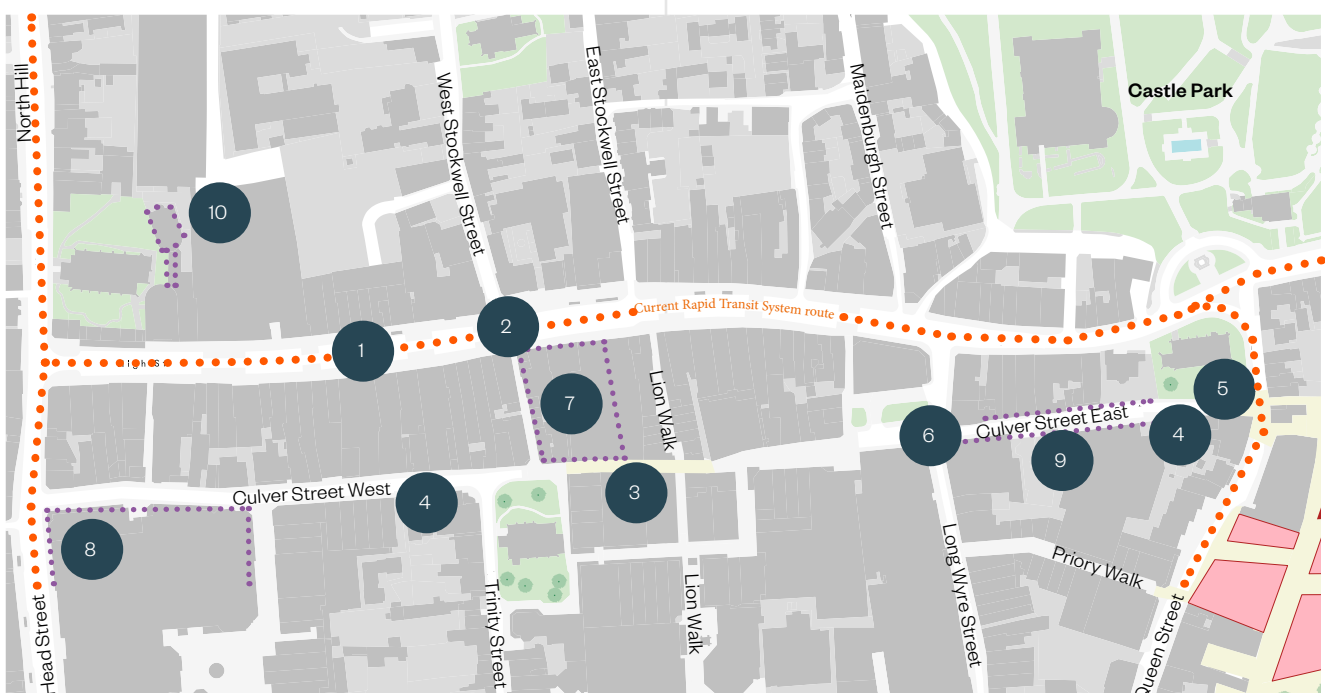 North Hill
West Stockwell Street
East Stockwell Street
Maidenburgh Street
Castle Park
10
Current Rapid Transit System route
2
1
7
Lion Walk
5
6
Culver Street East
4
9
Culver Street West
4
3
8
Head Street
Trinity Street
Lion Walk
Long Wyre Street
Priory Walk
Queen Street